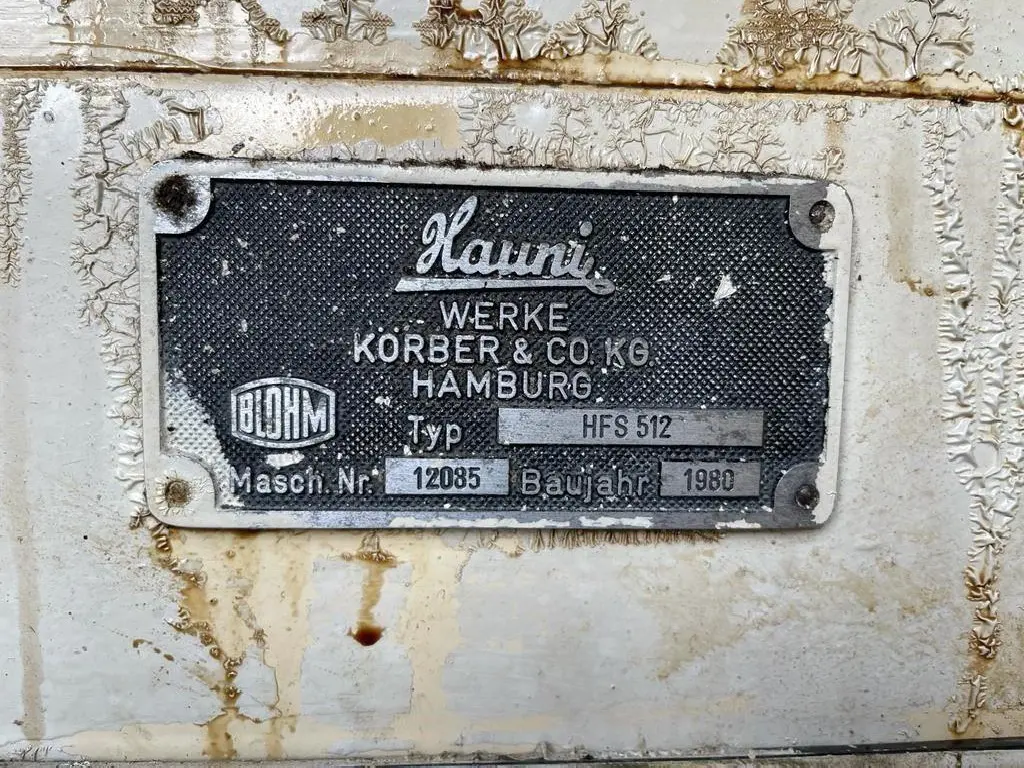 Hauni
WERKE
KÖRBER & CO. KG
HAMBURG
BLOHM
Typ HFS 512
Masch. Nr. 12085 Baujahr 1980